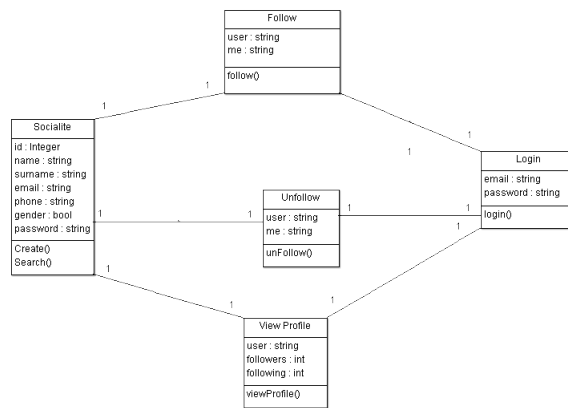 Follow
user : string
me : string
follow()
1
1
1
1
Socialite
id : Integer
name : string
surname : string
email : string
phone : string
gender : bool
password : string
Create()
Search()
Login
email : string
password : string
login()
Unfollow
user : string
me : string
unFollow()
1
1
1
1
1
1
1
1
View Profile
user : string
followers : int
following : int
viewProfile()